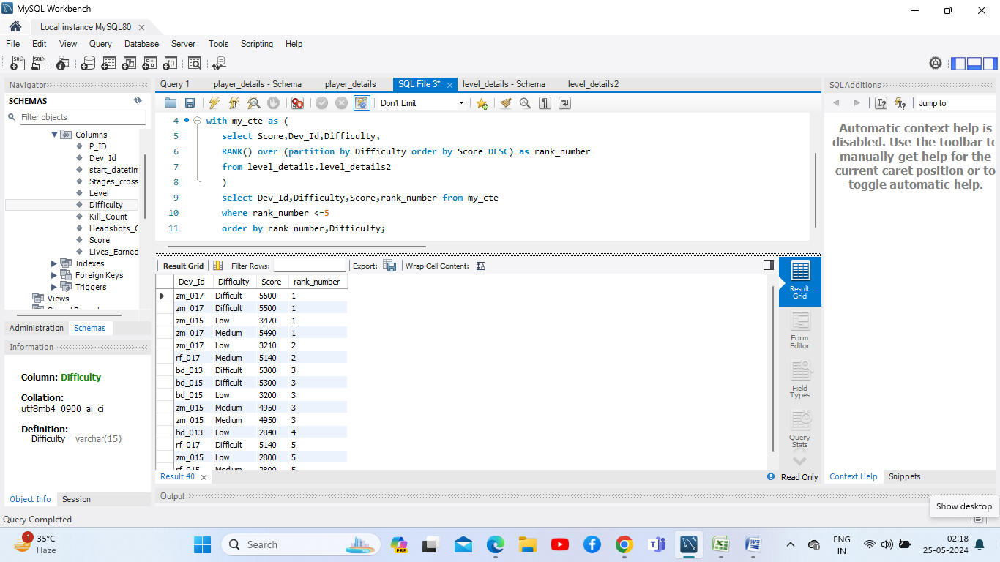 MySQL Workbench
Local instance MySQL80
File Edit View Query Database Server Tools Scripting Help
Navigator
SCHEMAS
Filter objects
Columns
P_ID
Dev_Id
start_datetim
Stages_cross
Level
Difficulty
Kill_Count
Headshots_C
Score
Lives_Earned
Indexes
Foreign Keys
Triggers
Views
Administration Schemas
Information
Column: Difficulty
Collation:
utf8mb4_0900_ai_ci
Definition:
Difficulty varchar(15)
Object Info Session
Query Completed
Query 1 player_details - Schema player_details SQL File 3* level_details - Schema level_details2
Don't Limit
4 with my_cte as (
5 select Score,Dev_Id,Difficulty,
6 RANK() over (partition by Difficulty order by Score DESC) as rank_number
7 from level_details.level_details2
8 )
9 select Dev_Id,Difficulty,Score,rank_number from my_cte
10 where rank_number <=5
11 order by rank_number,Difficulty;
Result Grid Filter Rows: Export: Wrap Cell Content:
Dev_Id Difficulty Score rank_number
zm_017 Difficult 5500 1
zm_017 Difficult 5500 1
zm_015 Low 3470 1
zm_017 Medium 5490 1
zm_017 Low 3210 2
rf_017 Medium 5140 2
bd_013 Difficult 5300 3
bd_015 Difficult 5300 3
bd_015 Low 3200 3
zm_015 Medium 4950 3
zm_015 Medium 4950 3
bd_013 Low 2840 4
rf_017 Difficult 5140 5
zm_015 Low 2800 5
Result 40
Read Only
Output
Result
Grid
Form
Editor
Field
Types
Query
Stats
SQLAdditions
Jump to
Automatic context help is
disabled. Use the toolbar to
manually get help for the
current caret position or to
toggle automatic help.
Context Help Snippets
Show desktop
1
35°C
Haze
Search
PRE
ENG
IN
02:18
25-05-2024